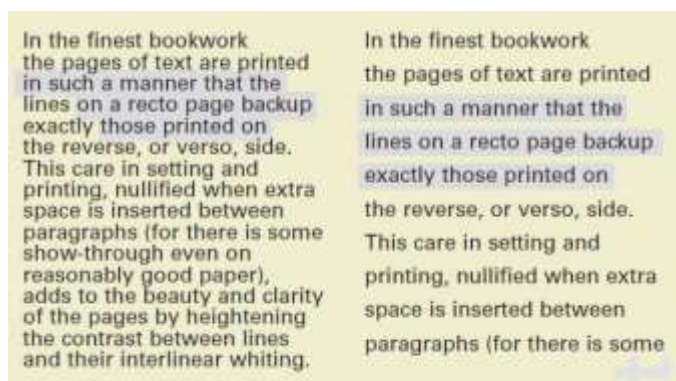 In the finest bookwork
the pages of text are printed
in such a manner that the
lines on a recto page backup
exactly those printed on
the reverse, or verso, side.
This care in setting and
printing, nullified when extra
space is inserted between
paragraphs (for there is some
show-through even on
reasonably good paper),
adds to the beauty and clarity
of the pages by heightening
the contrast between lines
and their interlinear whiting.
In the finest bookwork
the pages of text are printed
in such a manner that the
lines on a recto page backup
exactly those printed on
the reverse, or verso, side.
This care in setting and
printing, nullified when extra
space is inserted between
paragraphs (for there is some